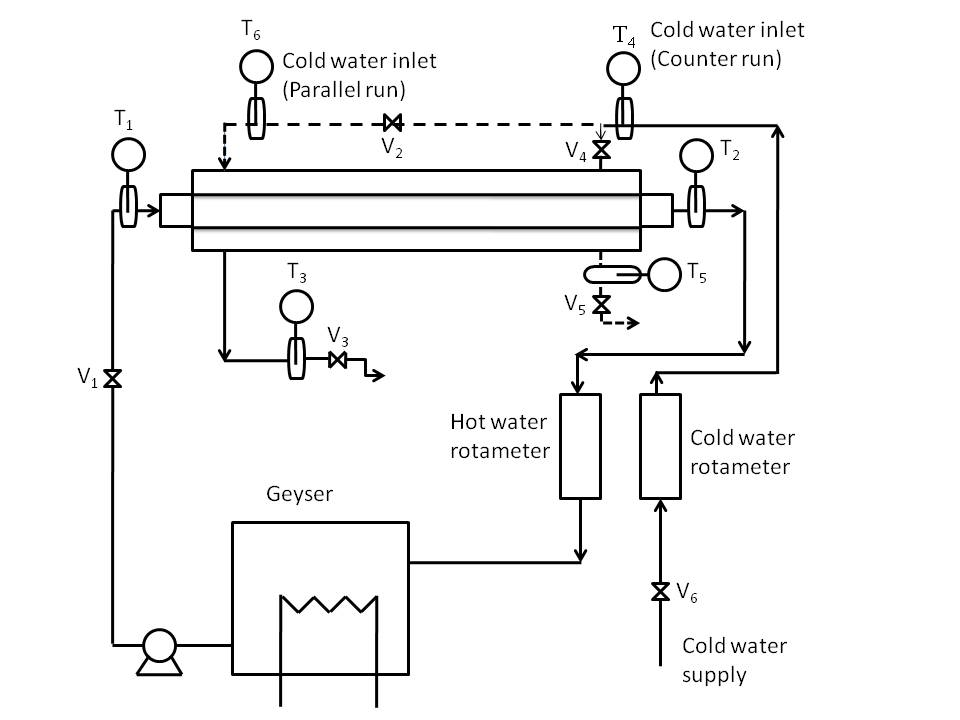 T6
Cold water inlet
(Parallel run)
T4
Cold water inlet
(Counter run)
T1
V2
V4
T2
T3
T5
V5
V3
V1
Hot water
rotameter
Cold water
rotameter
Geyser
V6
Cold water
supply